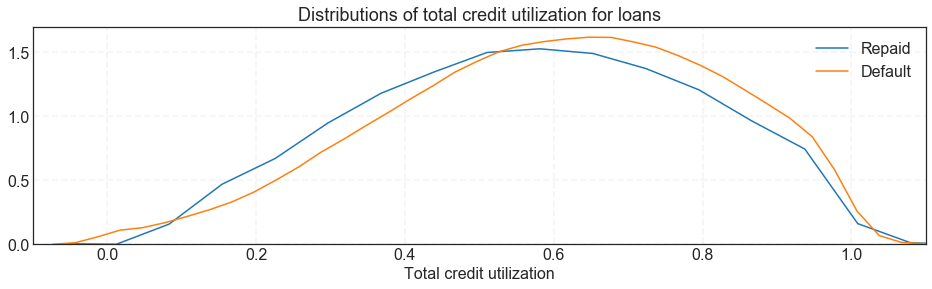 Distributions of total credit utilization for loans
1.5
1.0
0.5
0.0
Repaid
Default
0.0 0.2 0.4 0.6 0.8 1.0
Total credit utilization